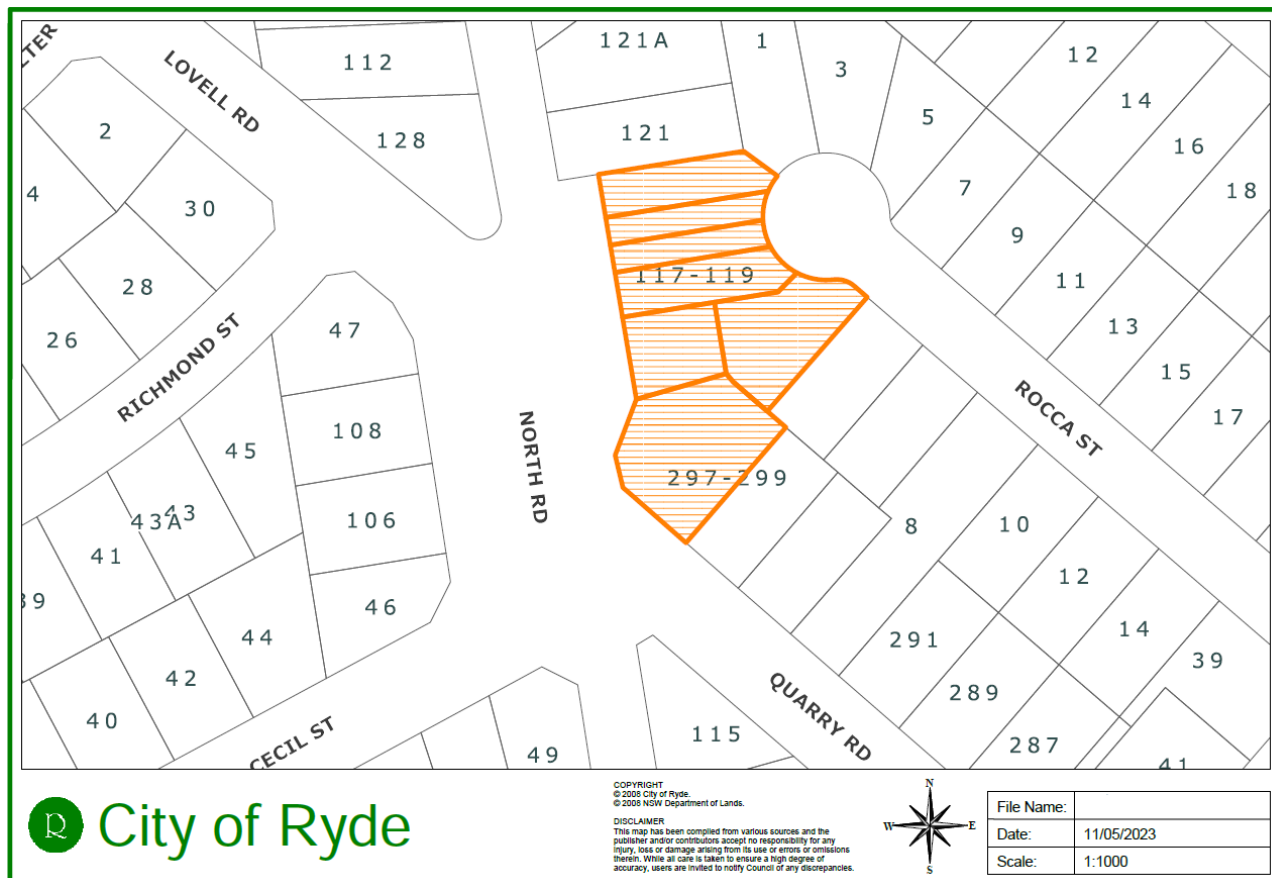 LTER
LOVELL RD
112
121A
1
3
12
14
128
121
5
16
2
30
7
18
4
9
28
117-119
11
26
47
13
RICHMOND ST
15
ROCCA ST
17
108
45
NORTH RD
297-299
43A
43
106
41
8
10
39
46
12
44
291
14
42
289
39
40
QUARRY RD
115
287
CECIL ST
49
41
R City of Ryde
COPYRIGHT
© 2008 City of Ryde.
© 2008 NSW Department of Lands.
DISCLAIMER
This map has been compiled from various sources and the
publisher and/or contributors accept no responsibility for any
injury, loss or damage arising from its use or errors or omissions
therein. While all care is taken to ensure a high degree of
accuracy, users are invited to notify Council of any discrepancies.
N
W
E
S
File Name:
Date: 11/05/2023
Scale: 1:1000